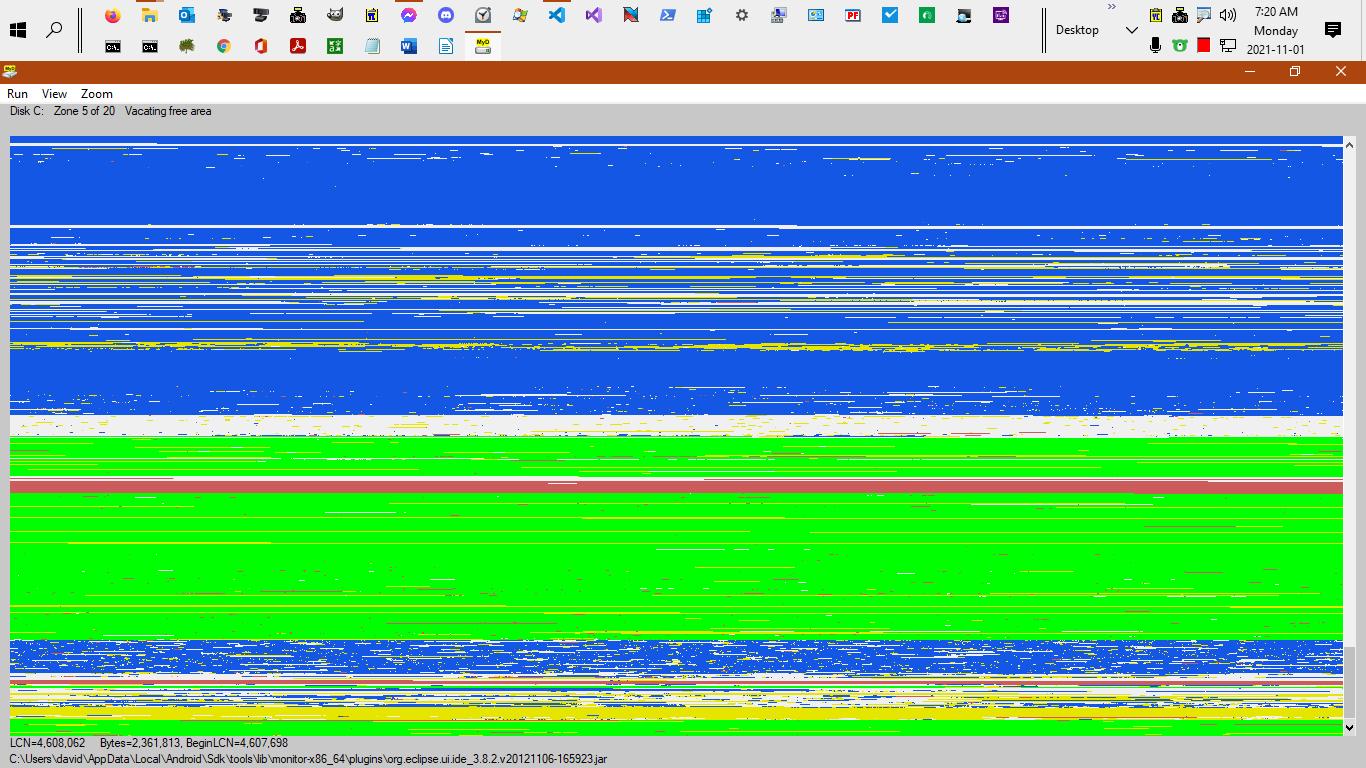 7:20 AM
Desktop
Monday
2021-11-01
PF
MyD
Run View Zoom
Disk C: Zone 5 of 20 Vacating free area
LCN=4,608,062 Bytes=2,361,813, BeginLCN=4,607,698
C:\Users\david\AppData\Local\Android\Sdk\tools\lib\monitor-x86_64\plugins\org.eclipse.ui.ide_3.8.2.v20121106-165923.jar